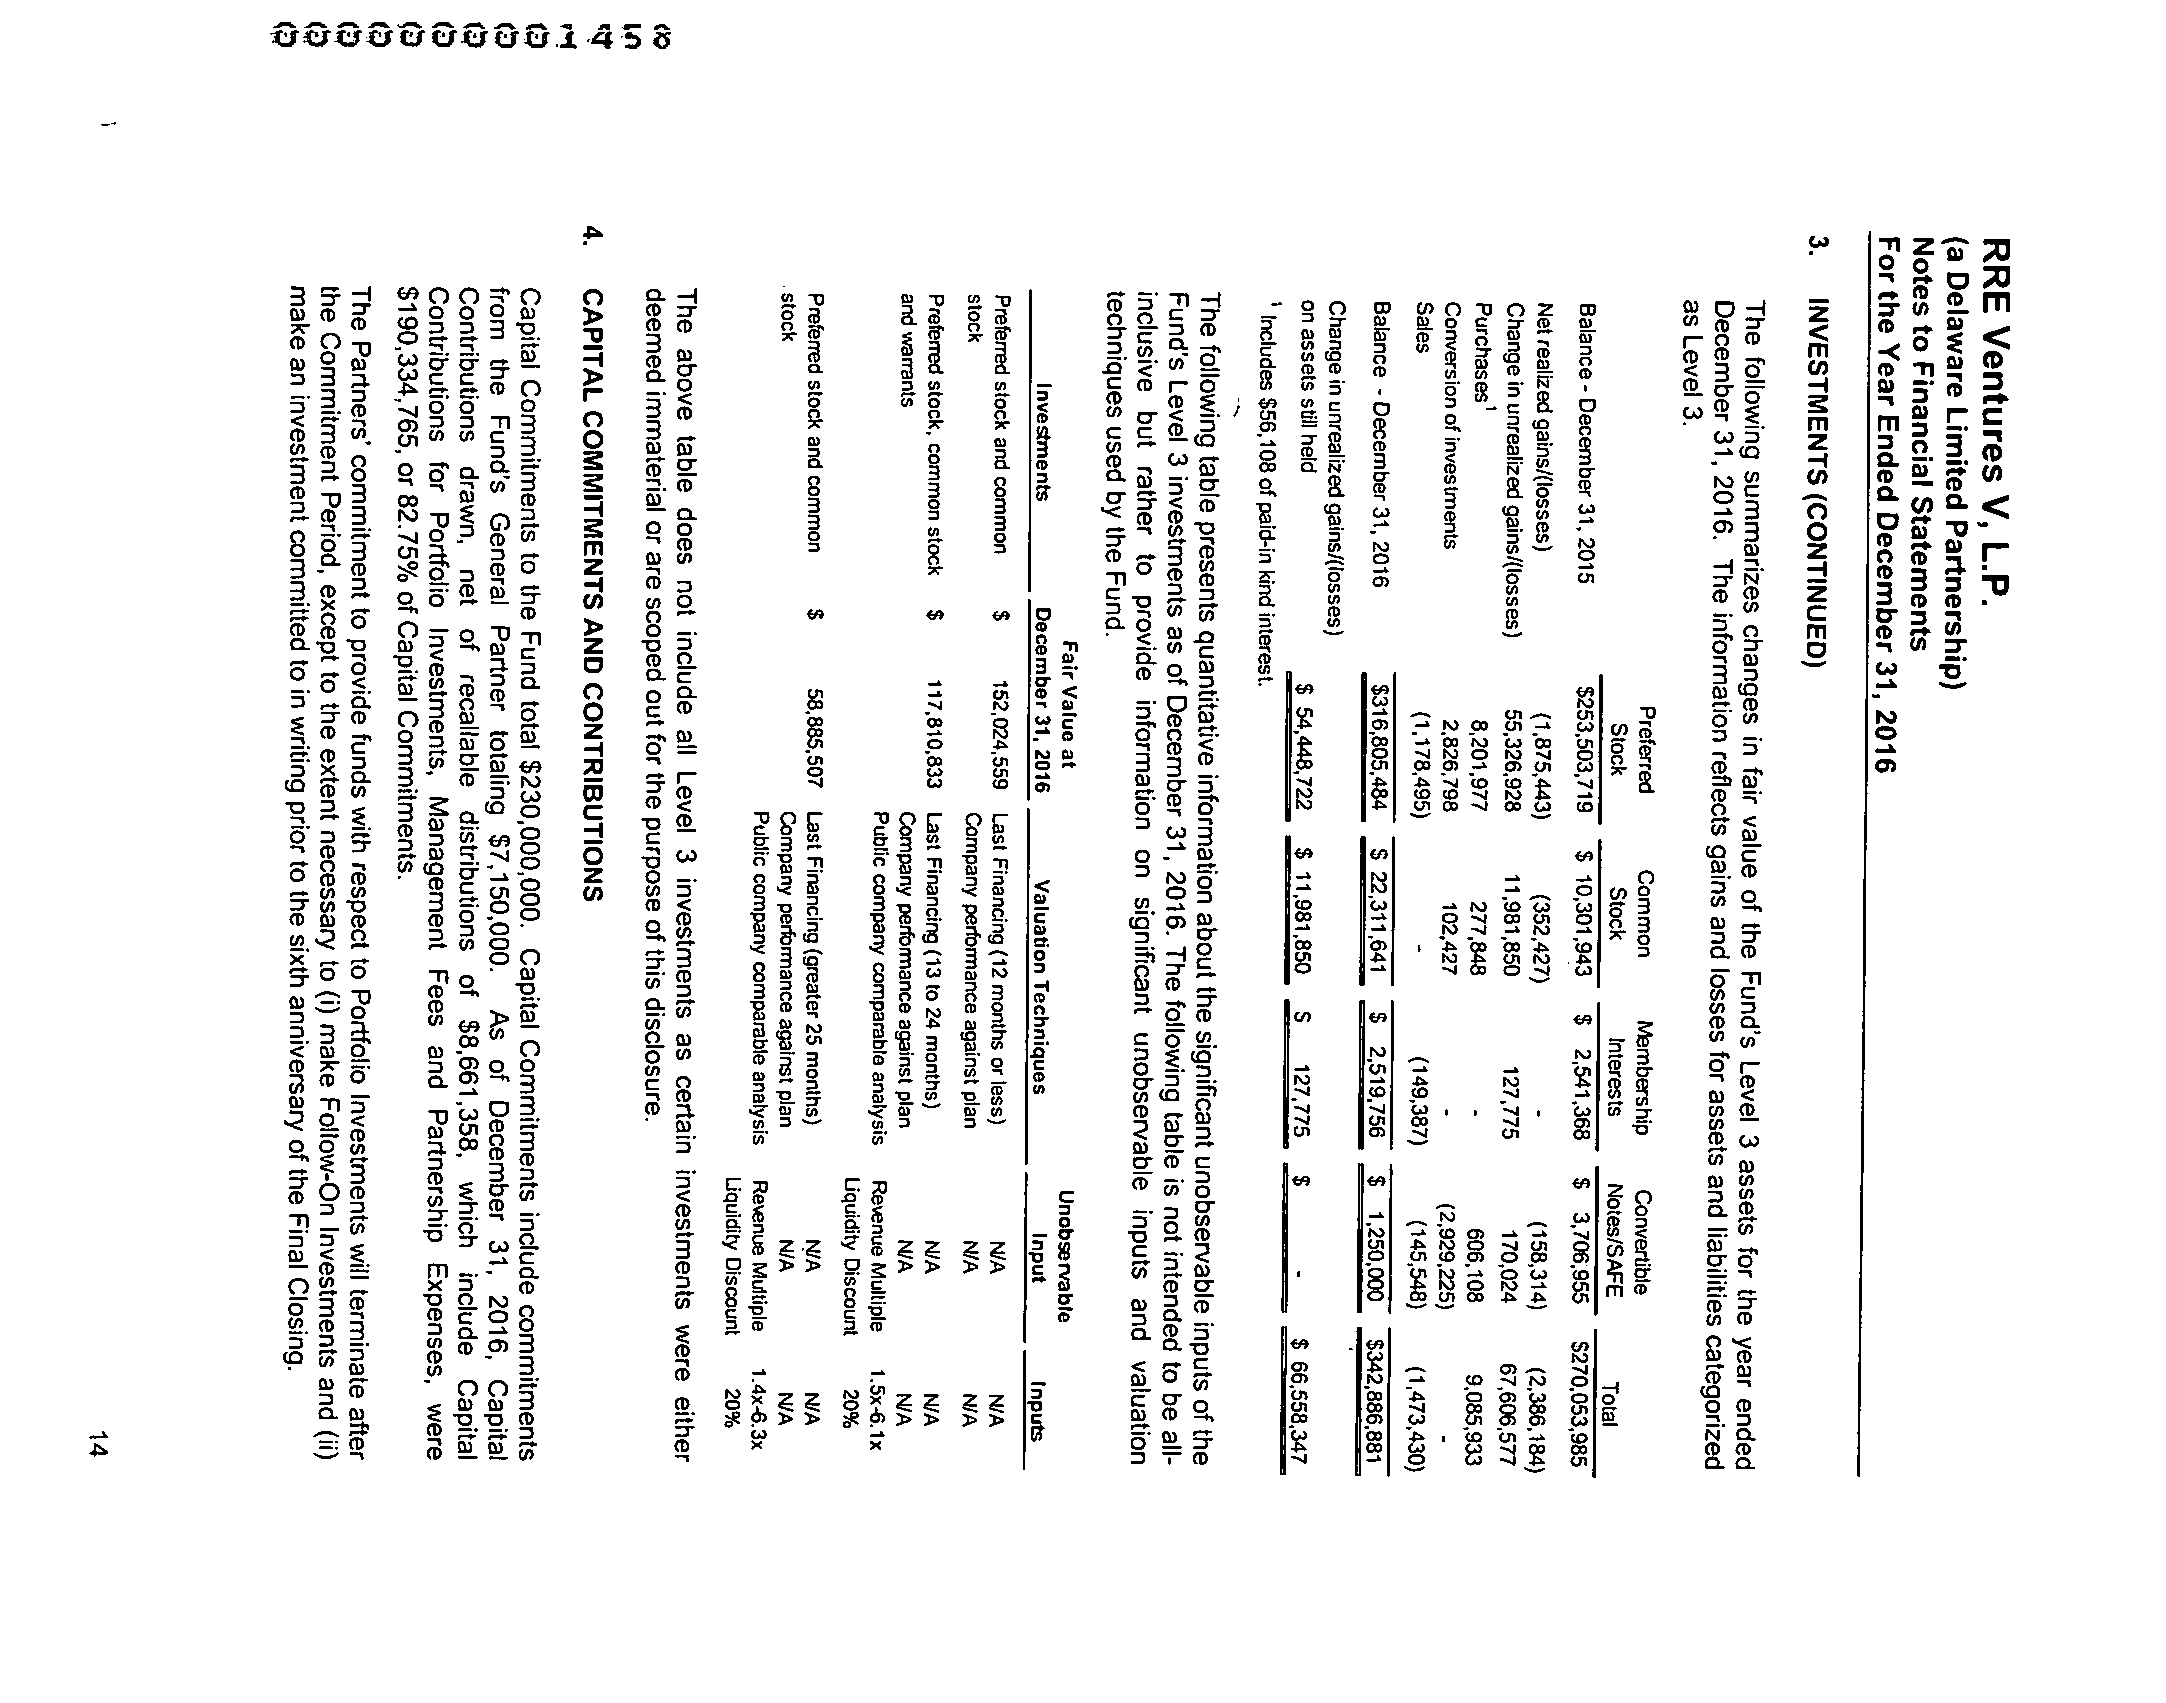 RRE Ventures V, L.P.
(a Delaware Limited Partnership)
Notes to Financial Statements
For the Year Ended December 31, 2016
3. INVESTMENTS (CONTINUED)
The following summarizes changes in fair value of the Fund's Level 3 assets for the year ended
December 31, 2016. The information reflects gains and losses for assets and liabilities categorized
as Level 3.
Preferred Common Membership Convertible
Stock Stock Interests Notes/SAFE Total
Balance - December 31, 2015 $253,503,719 $ 10,301,943 $ 2,541,368 $ 3,706,955 $270,053,985
Net realized gains/(losses) (1,875,443) (352,427) - (158,314) (2,386,184)
Change in unrealized gains/(losses) 55,326,928 11,981,850 127,775 170,024 67,606,577
Purchases1 8,201,977 277,848 - 606,108 9,085,933
Conversion of investments 2,826,798 102,427 - (2,929,225) -
Sales (1,178,495) - (149,387) (145,548) (1,473,430)
Balance - December 31, 2016 $316,805,484 $ 22,311,641 $ 2,519,756 $ 1,250,000 $342,886,881
Change in unrealized gains/(losses)
on assets still held $ 54,448,722 $ 11,981,850 $ 127,775 $ - $ 66,558,347
1 Includes $56,108 of paid-in kind interest.
The following table presents quantitative information about the significant unobservable inputs of the
Fund's Level 3 investments as of December 31, 2016. The following table is not intended to be all-
inclusive but rather to provide information on significant unobservable inputs and valuation
techniques used by the Fund.
Fair Value at Unobservable
Investments December 31, 2016 Valuation Techniques Input Inputs
Preferred stock and common $ 152,024,559 Last Financing (12 months or less) N/A N/A
stock Company performance against plan N/A N/A
Preferred stock, common stock $ 117,810,833 Last Financing (13 to 24 months) N/A N/A
and warrants Company performance against plan N/A N/A
Public company comparable analysis Revenue Multiple 1.5x-6.1x
Liquidity Discount 20%
Preferred stock and common $ 58,885,507 Last Financing (greater 25 months) N/A N/A
stock Company performance against plan N/A N/A
Public company comparable analysis Revenue Multiple 1.4x-6.3x
Liquidity Discount 20%
The above table does not include all Level 3 investments as certain investments were either
deemed immaterial or are scoped out for the purpose of this disclosure.
4. CAPITAL COMMITMENTS AND CONTRIBUTIONS
Capital Commitments to the Fund total $230,000,000. Capital Commitments include commitments
from the Fund's General Partner totaling $7,150,000. As of December 31, 2016, Capital
Contributions drawn, net of recallable distributions of $8,661,358, which include Capital
Contributions for Portfolio Investments, Management Fees and Partnership Expenses, were
$190,334,765, or 82.75% of Capital Commitments.
The Partners' commitment to provide funds with respect to Portfolio Investments will terminate after
the Commitment Period, except to the extent necessary to (i) make Follow-On Investments and (ii)
make an investment committed to in writing prior to the sixth anniversary of the Final Closing.
14
0000000001458